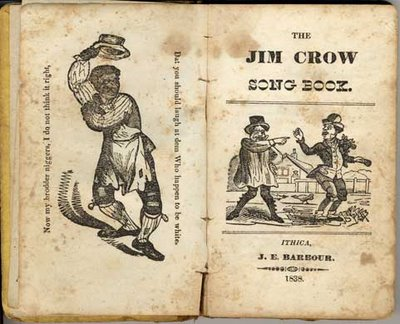 Now my brodder niggers, I do not think it right,
Dat you should laugh at dem Who happen to be white.
THE
JIM CROW
SONG BOOK.
ITHICA,
J. E. BARBOUR.
1838.